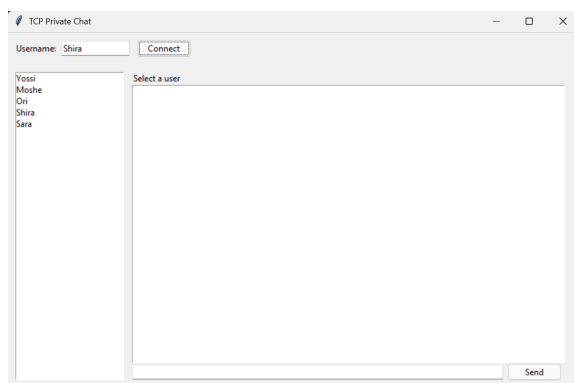 TCP Private Chat
Username: Shira Connect
Select a user
Yossi
Moshe
Ori
Shira
Sara
Send